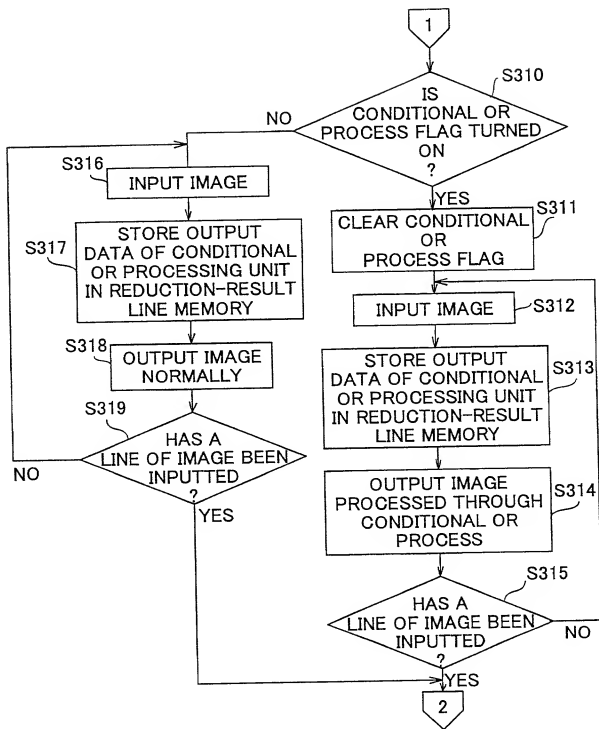 1
S310
IS
CONDITIONAL OR
PROCESS FLAG TURNED
ON
?
NO
YES
S316
INPUT IMAGE
S317
STORE OUTPUT
DATA OF CONDITIONAL
OR PROCESSING UNIT
IN REDUCTION-RESULT
LINE MEMORY
S318
OUTPUT IMAGE
NORMALLY
S319
HAS A
LINE OF IMAGE BEEN
INPUTTED
?
NO
YES
S311
CLEAR CONDITIONAL
OR
PROCESS FLAG
S312
INPUT IMAGE
S313
STORE OUTPUT
DATA OF CONDITIONAL
OR PROCESSING UNIT
IN REDUCTION-RESULT
LINE MEMORY
S314
OUTPUT IMAGE
PROCESSED THROUGH
CONDITIONAL OR
PROCESS
S315
HAS A
LINE OF IMAGE BEEN
INPUTTED
?
NO
YES
2